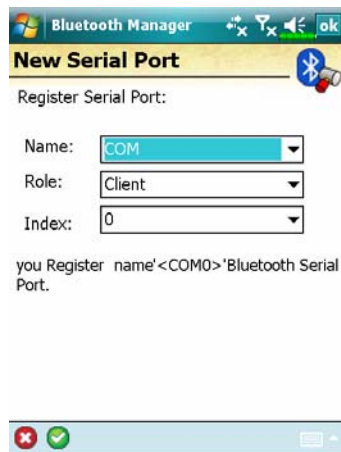 Bluetooth Manager ok
New Serial Port
Register Serial Port:
Name: COM
Role: Client
Index: 0
you Register name'<COM0>'Bluetooth Serial
Port.